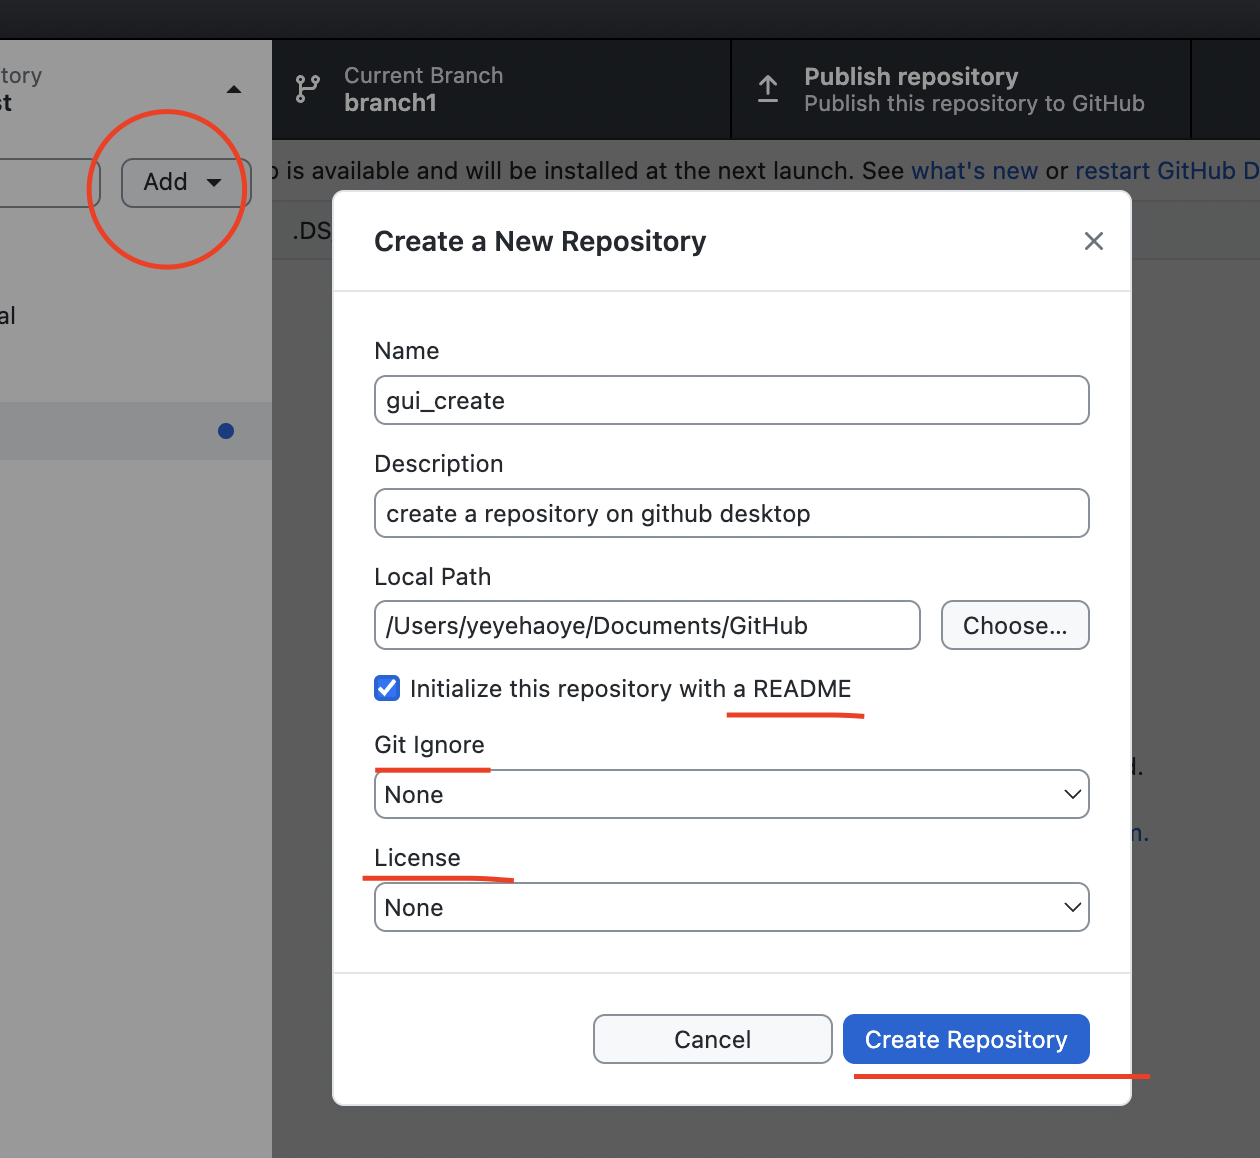 tory
st
Current Branch
branch1
Publish repository
Publish this repository to GitHub
Add
is available and will be installed at the next launch. See what's new or restart GitHub D
.DS
al
Create a New Repository
Name
gui_create
Description
create a repository on github desktop
Local Path
/Users/yeyehaoye/Documents/GitHub
Choose...
Initialize this repository with a README
Git Ignore
None
License
None
Cancel
Create Repository